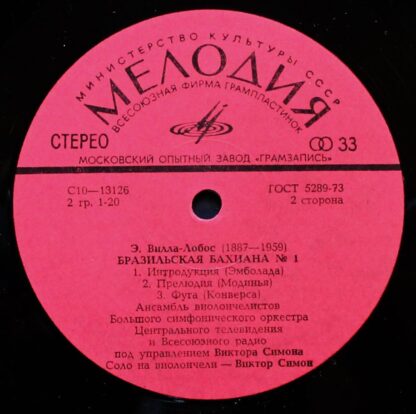 МИНИСТЕРСТВО КУЛЬТУРЫ СССР
МЕЛОДИЯ
ВСЕСОЮЗНАЯ ФИРМА ГРАМПЛАСТИНОК
СТЕРЕО
33
МОСКОВСКИЙ ОПЫТНЫЙ ЗАВОД «ГРАМЗАПИСЬ»
С10—13126
ГОСТ 5289-73
2 гр. 1-20
2 сторона
Э. Вилла-Лобос (1887—1959)
БРАЗИЛЬСКАЯ БАХИАНА № 1
1. Интродукция (Эмболада)
2. Прелюдия (Модинья)
3. Фуга (Конверса)
Ансамбль виолончелистов
Большого симфонического оркестра
Центрального телевидения
и Всесоюзного радио
под управлением Виктора Симона
Соло на виолончели — Виктор Симон